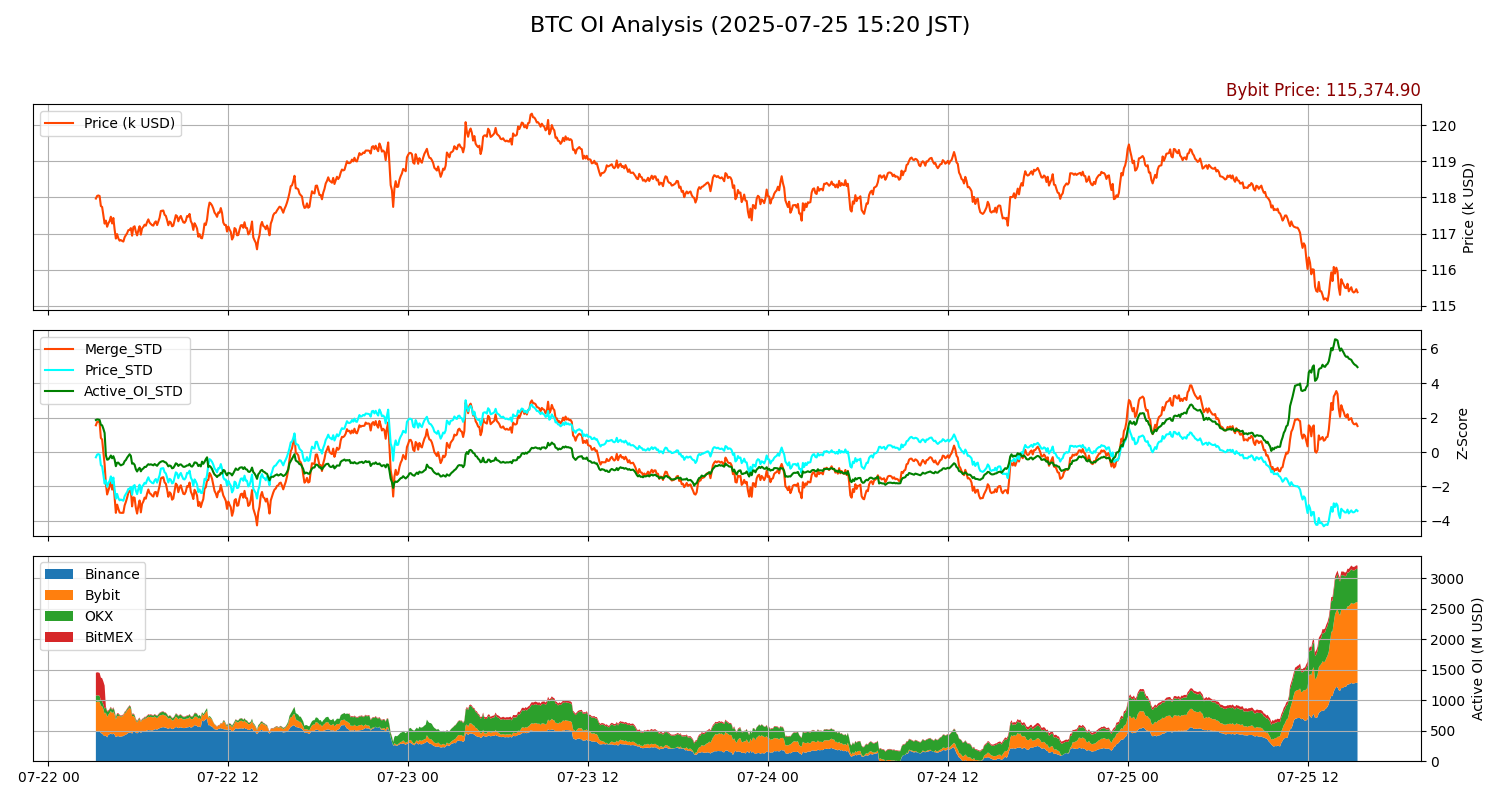 BTC OI Analysis (2025-07-25 15:20 JST)
Bybit Price: 115,374.90
Price (k USD)
120
119
118
117
116
115
Price (k USD)
Merge_STD
Price_STD
Active_OI_STD
6
4
2
0
−2
−4
Z-Score
Binance
Bybit
OKX
BitMEX
3000
2500
2000
1500
1000
500
0
Active OI (M USD)
07-22 00
07-22 12
07-23 00
07-23 12
07-24 00
07-24 12
07-25 00
07-25 12